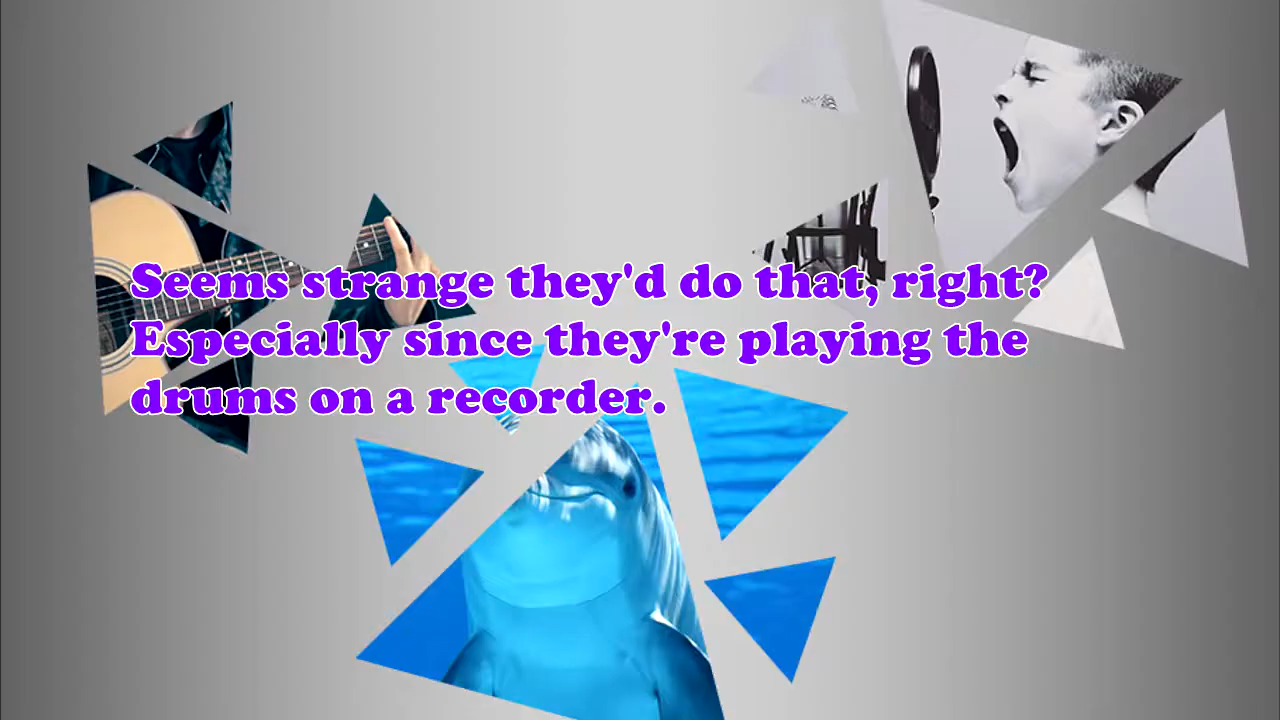 Seems strange they'd do that, right?
Especially since they're playing the
drums on a recorder.